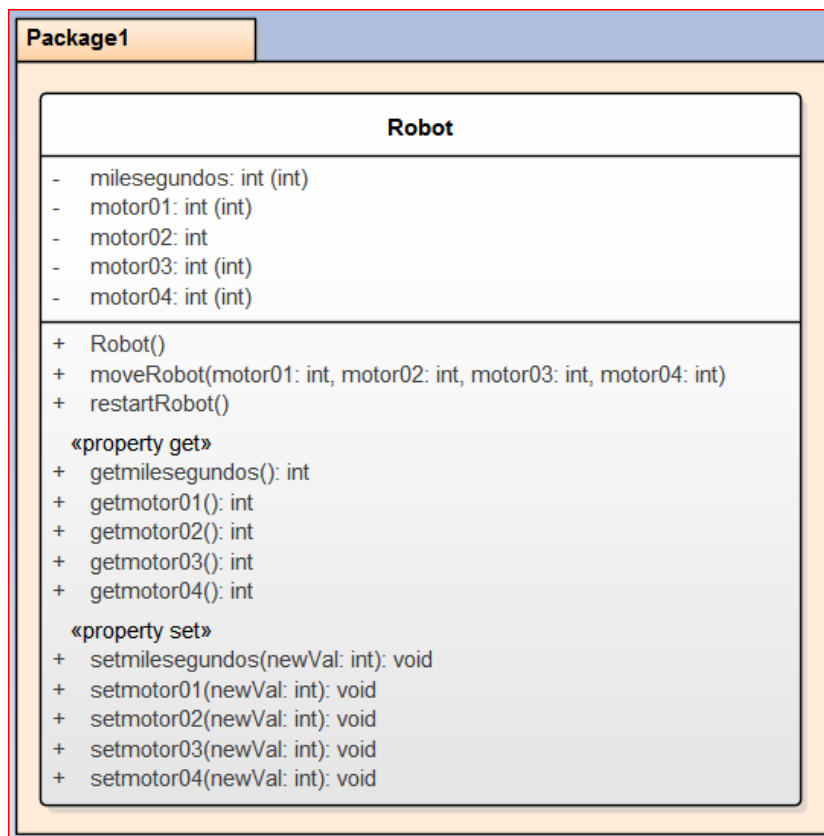 Package1
Robot
- milesegundos: int (int)
- motor01: int (int)
- motor02: int
- motor03: int (int)
- motor04: int (int)
+ Robot()
+ moveRobot(motor01: int, motor02: int, motor03: int, motor04: int)
+ restartRobot()
«property get»
+ getmilesegundos(): int
+ getmotor01(): int
+ getmotor02(): int
+ getmotor03(): int
+ getmotor04(): int
«property set»
+ setmilesegundos(newVal: int): void
+ setmotor01(newVal: int): void
+ setmotor02(newVal: int): void
+ setmotor03(newVal: int): void
+ setmotor04(newVal: int): void